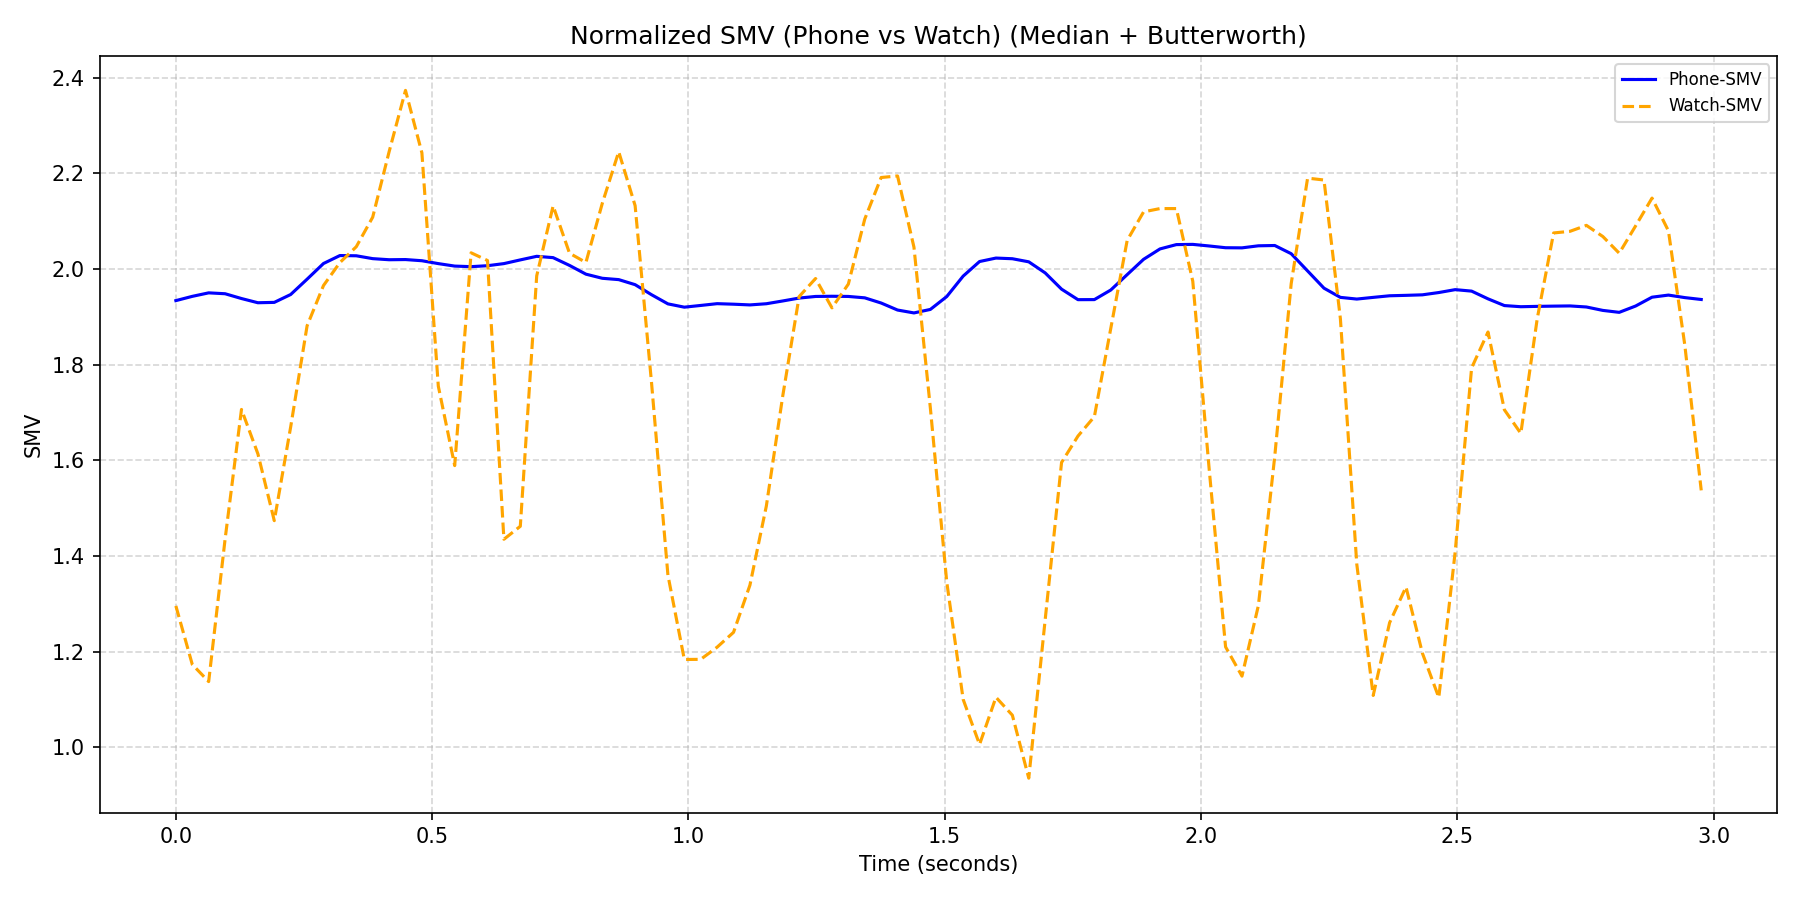 Normalized SMV (Phone vs Watch) (Median + Butterworth)
Phone-SMV
Watch-SMV
SMV
2.4
2.2
2.0
1.8
1.6
1.4
1.2
1.0
0.0 0.5 1.0 1.5 2.0 2.5 3.0
Time (seconds)